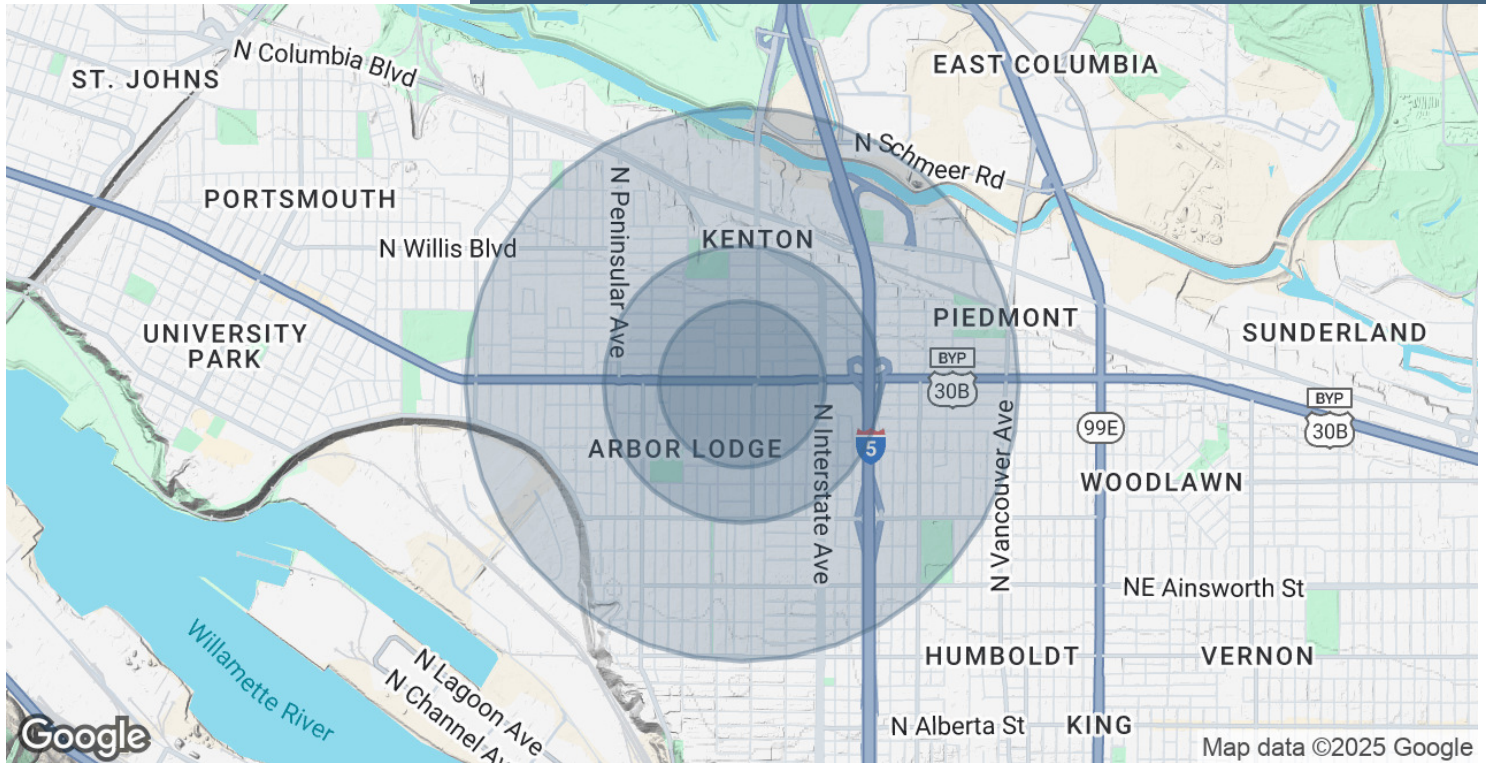 N Columbia Blvd
ST. JOHNS
EAST COLUMBIA
N Schmeer Rd
PORTSMOUTH
N Peninsular Ave
N Willis Blvd
KENTON
PIEDMONT
UNIVERSITY
PARK
SUNDERLAND
BYP
30B
BYP
30B
99E
5
N Interstate Ave
ARBOR LODGE
N Vancouver Ave
WOODLAWN
NE Ainsworth St
Willamette River
N Lagoon Ave
N Channel Av
HUMBOLDT
VERNON
N Alberta St
KING
Google
Map data ©2025 Google